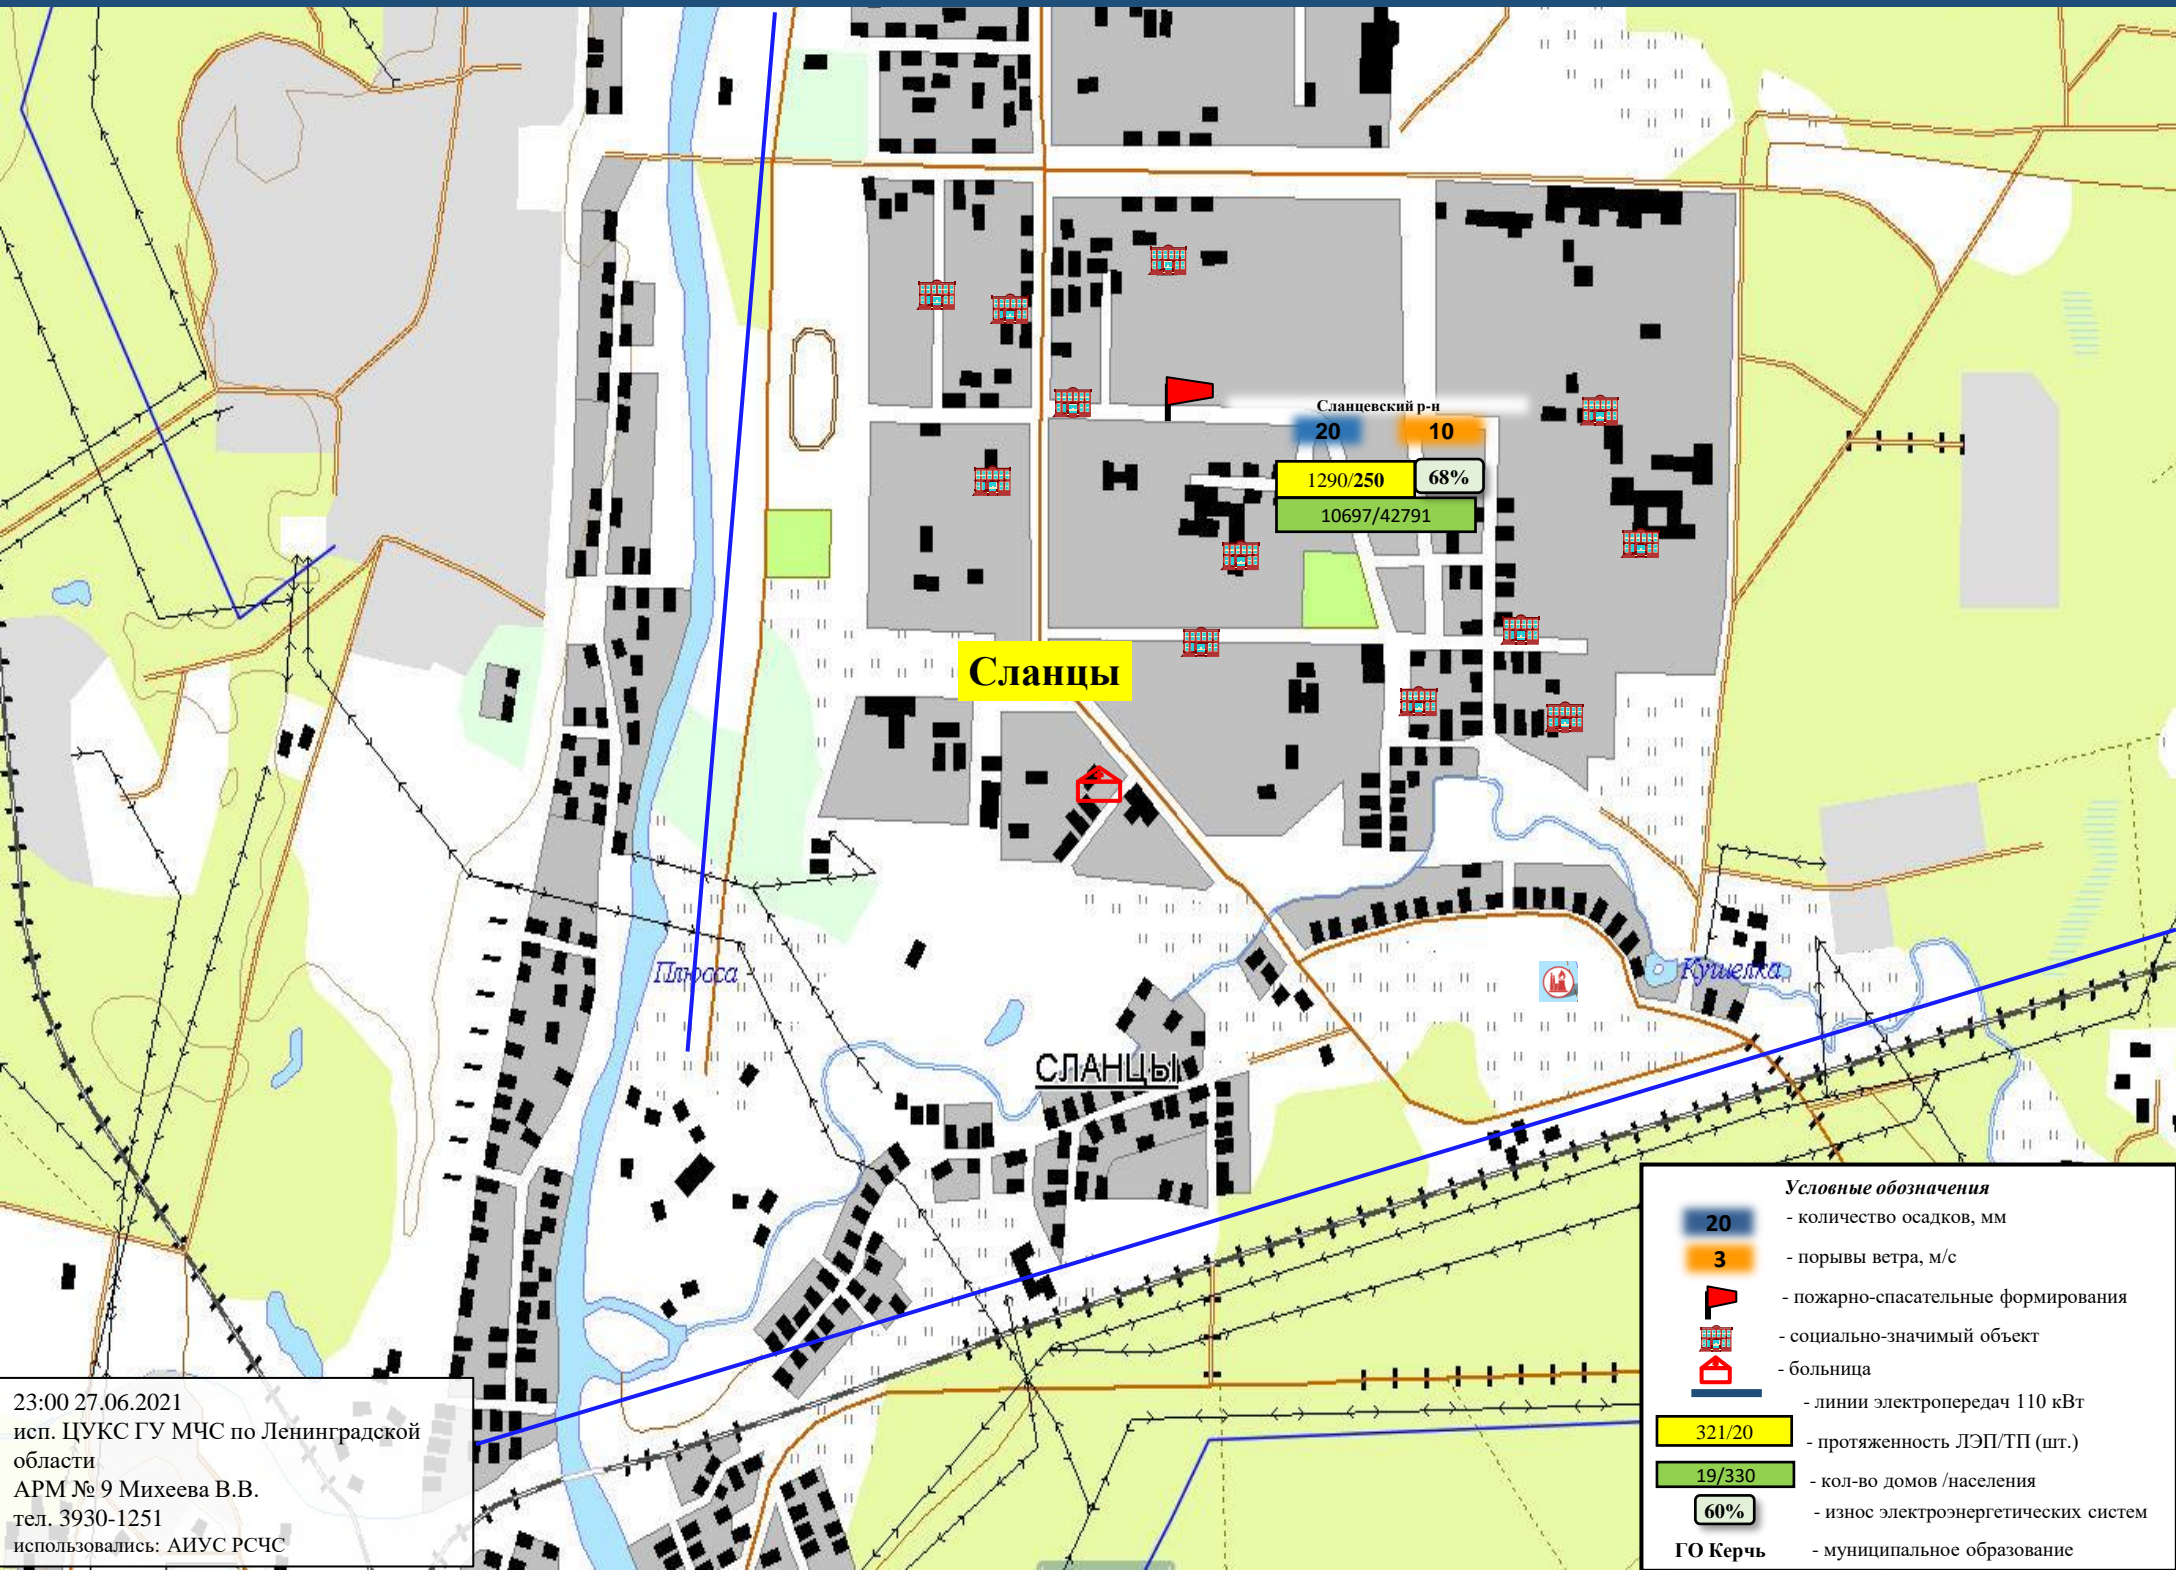 Сланцевский р-н
20 10
1290/250 68%
10697/42791
Сланцы
Плюсса
Кушелка
СЛАНЦЫ
Условные обозначения
20 - количество осадков, мм
3 - порывы ветра, м/с
- пожарно-спасательные формирования
- социально-значимый объект
- больница
- линии электропередач 110 кВт
321/20 - протяженность ЛЭП/ТП (шт.)
19/330 - кол-во домов /населения
60% - износ электроэнергетических систем
ГО Керчь - муниципальное образование
23:00 27.06.2021
исп. ЦУКС ГУ МЧС по Ленинградской
области
АРМ № 9 Михеева В.В.
тел. 3930-1251
использовались: АИУС РСЧС